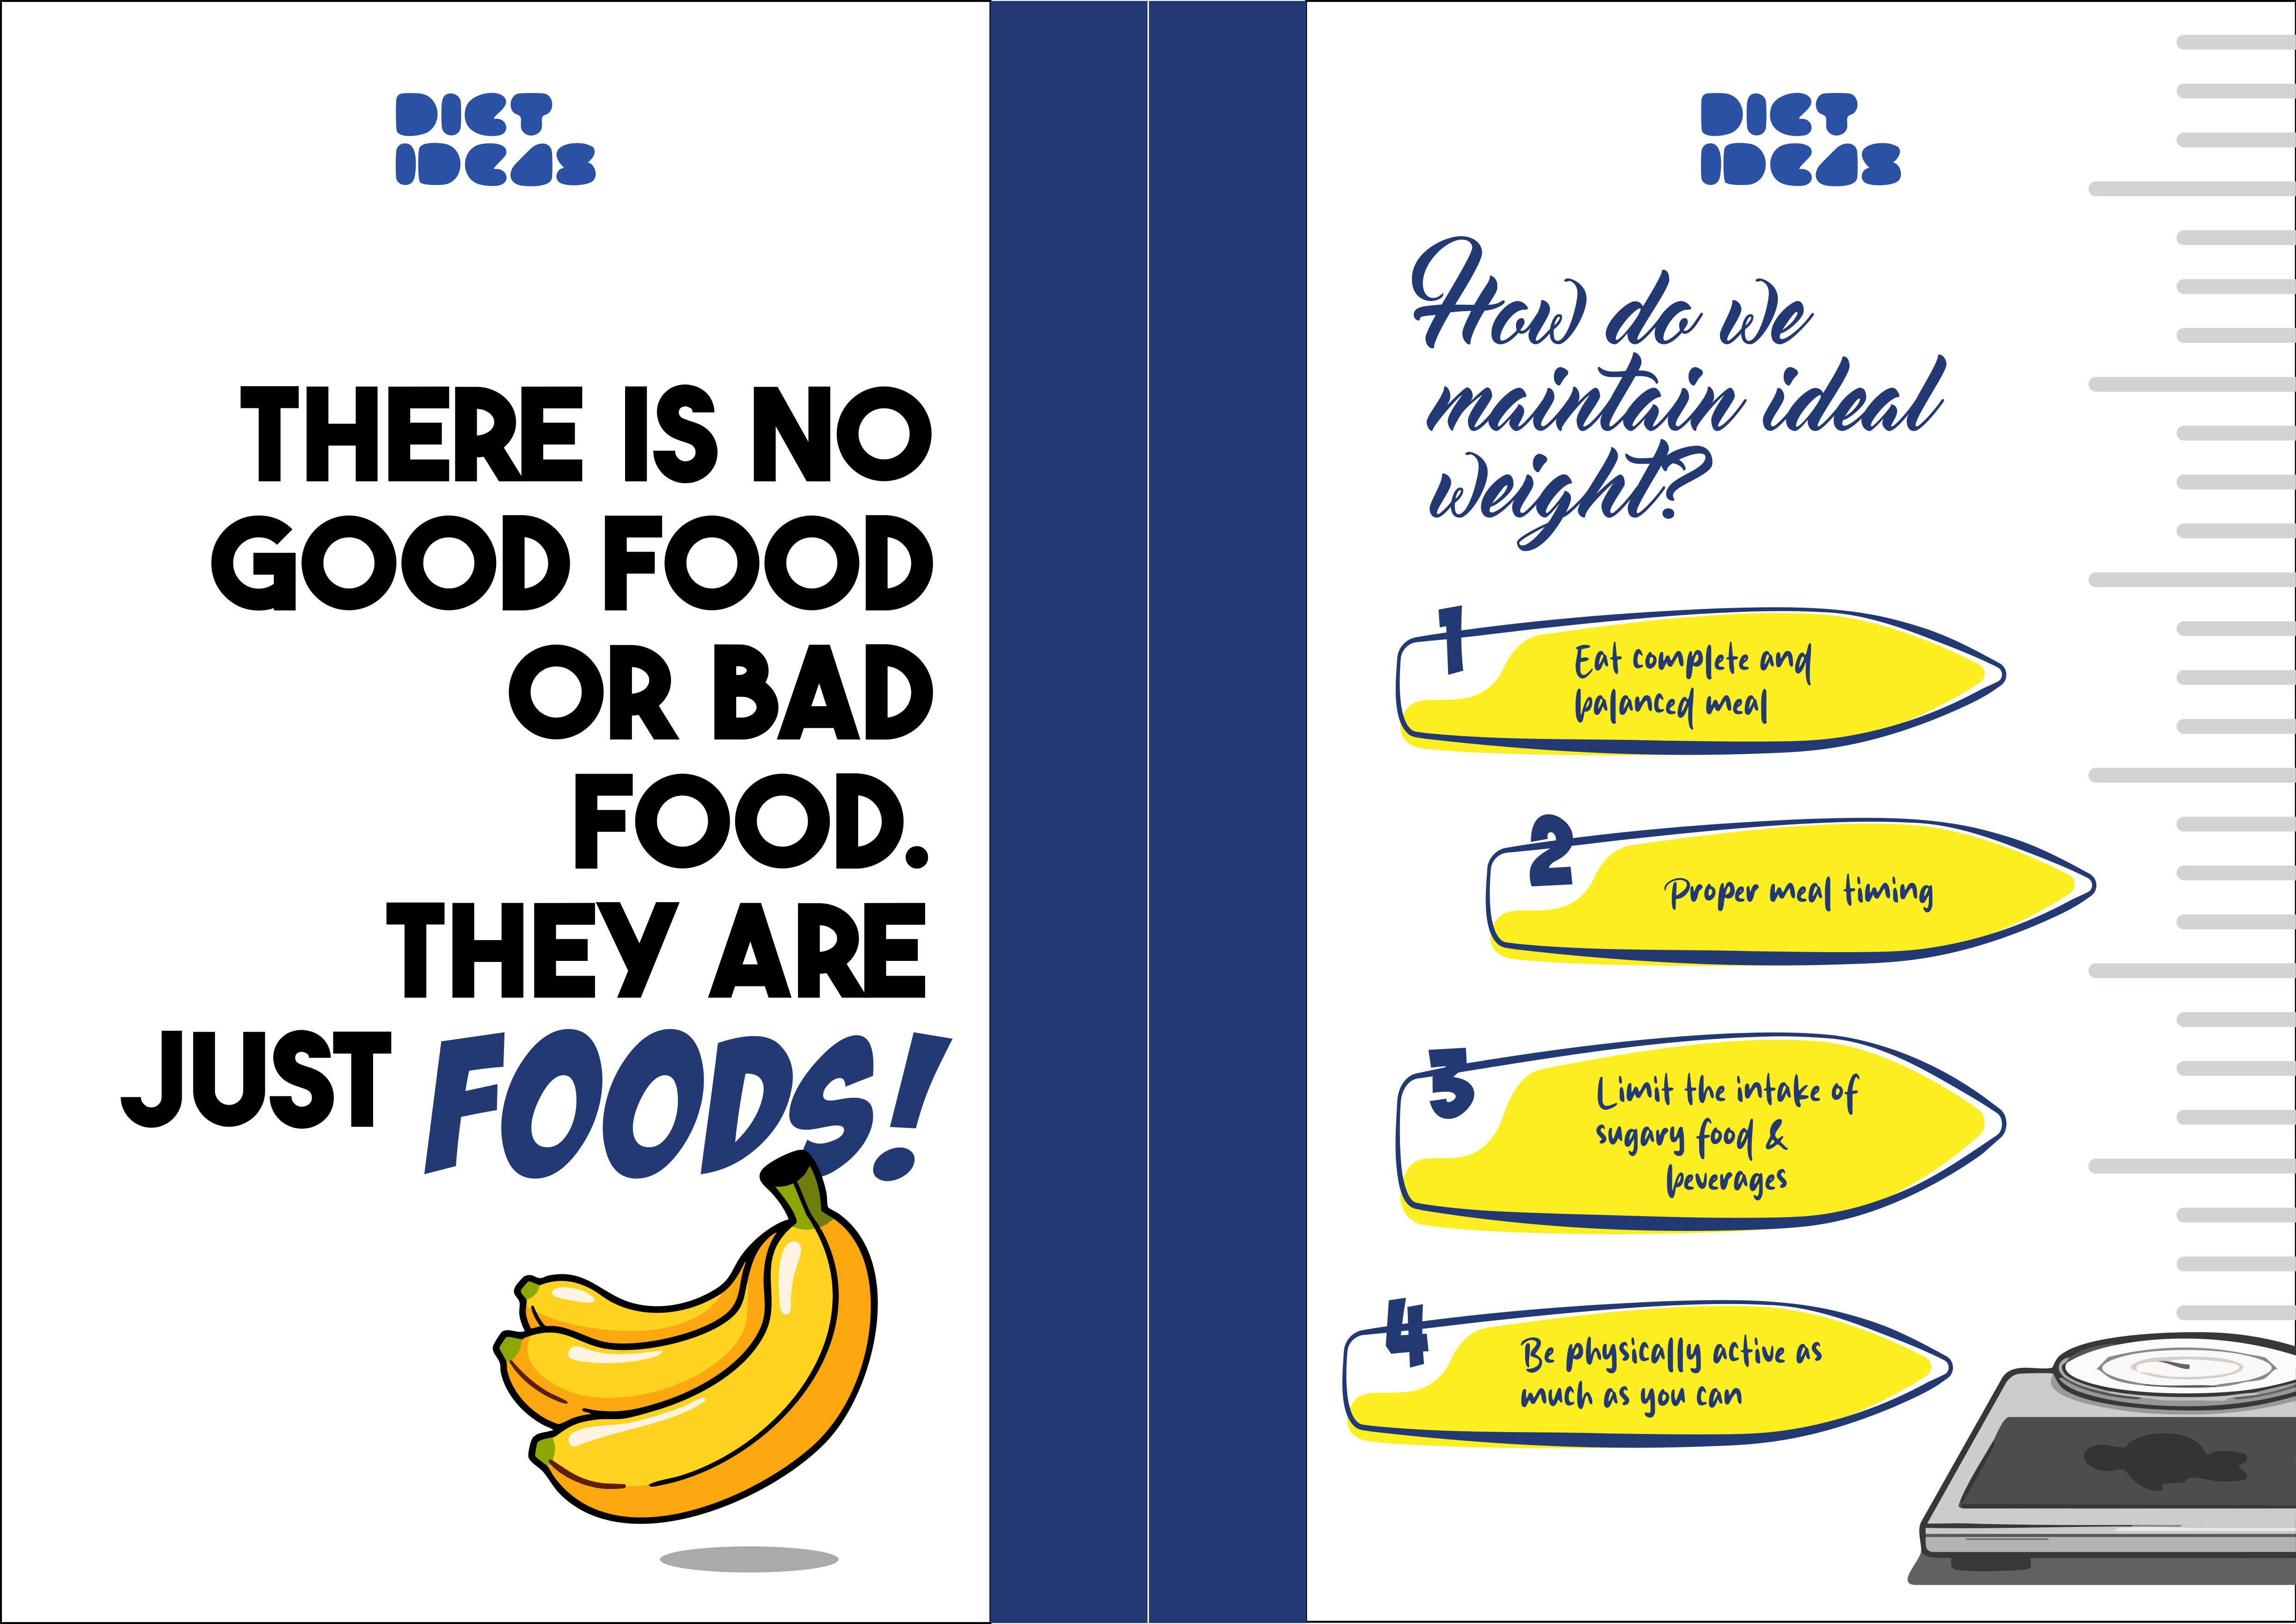 DIET
IDEAS
THERE IS NO
GOOD FOOD
OR BAD
FOOD.
THEY ARE
JUST FOODS!
DIET
IDEAS
How do we
maintain ideal
weight?
1
Eat complete and
balanced meal
2
Proper meal timing
3
Limit the intake of
sugary food &
beverages
4
Be physically active as
much as you can